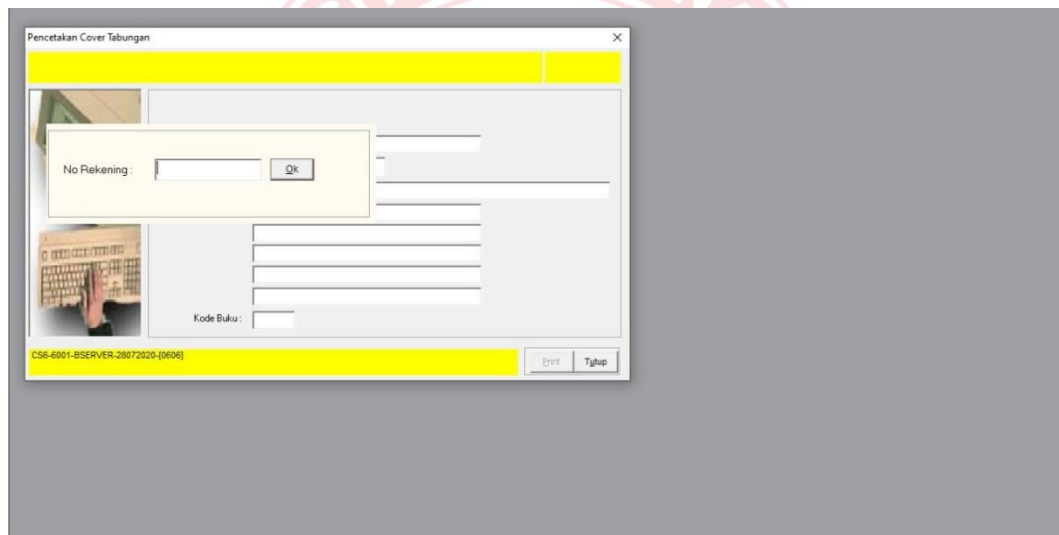 Pencetakan Cover Tabungan
No Rekening :
Ok
Kode Buku :
CS6-6001-BSERVER-28072020-[0606]
Print
Tutup